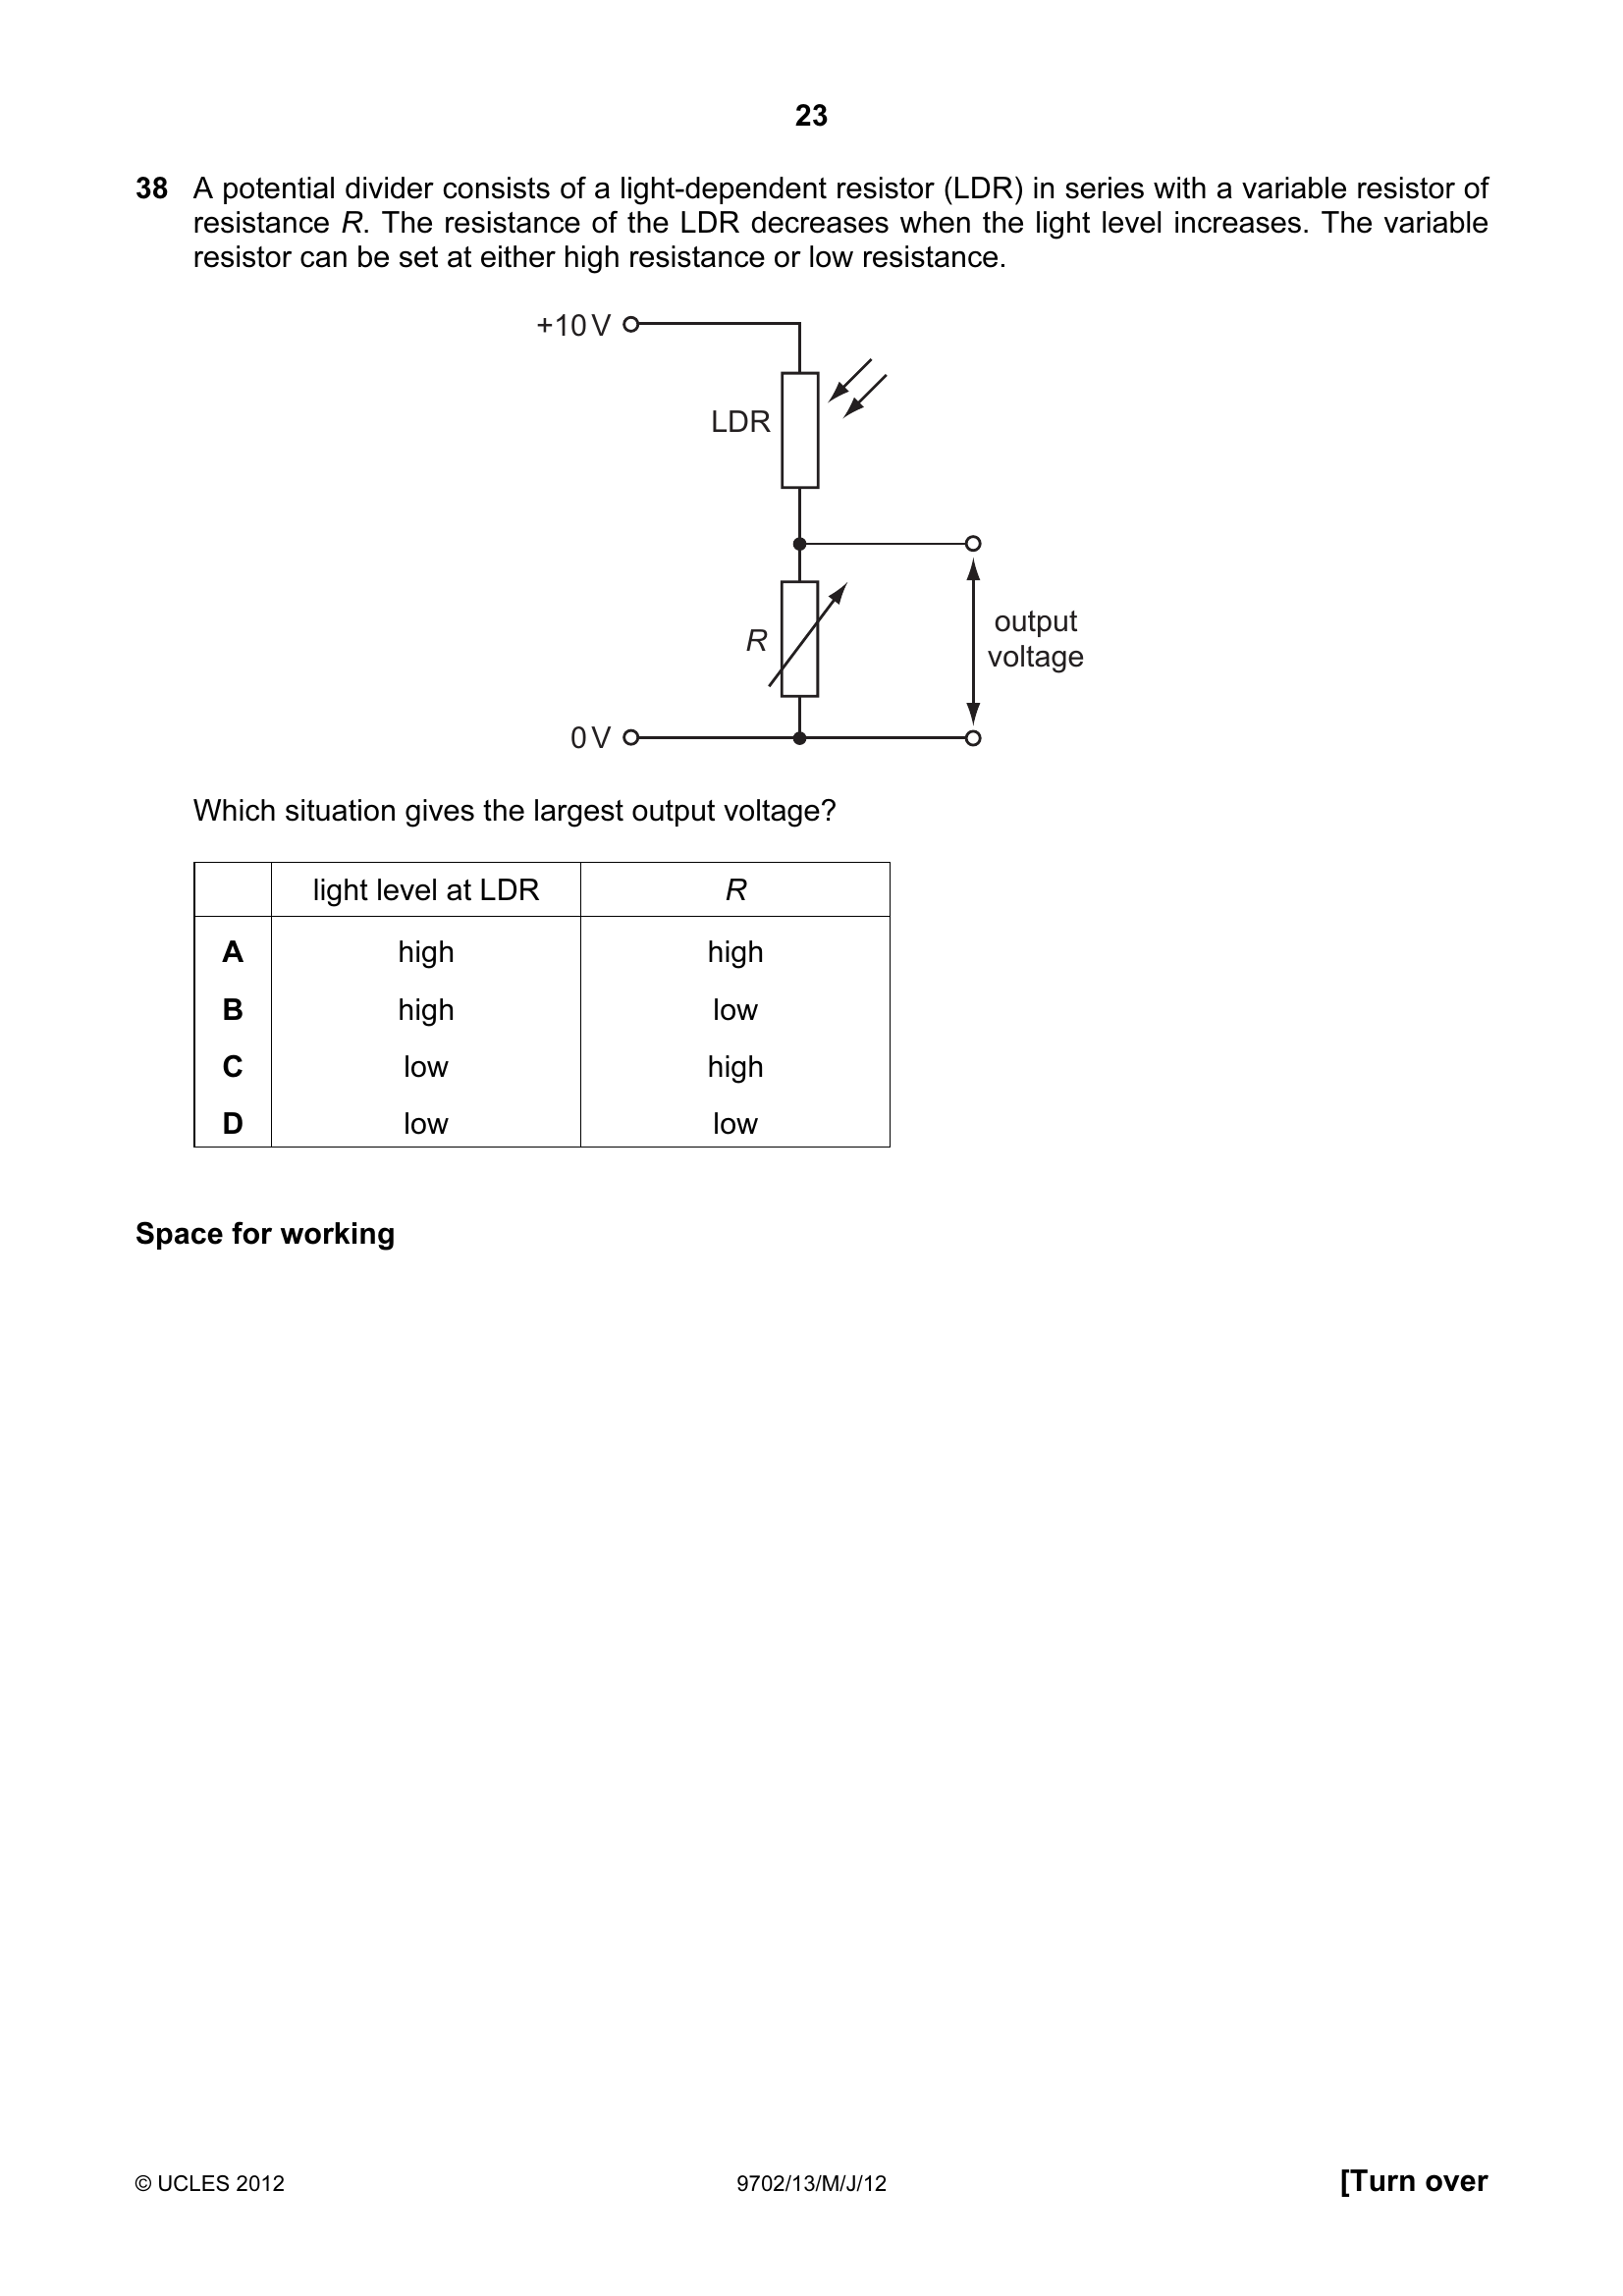 23
38 A potential divider consists of a light-dependent resistor (LDR) in series with a variable resistor of
resistance R. The resistance of the LDR decreases when the light level increases. The variable
resistor can be set at either high resistance or low resistance.
+10 V
LDR
R
output
voltage
0 V
Which situation gives the largest output voltage?
light level at LDR R
A high high
B high low
C low high
D low low
Space for working
© UCLES 2012 9702/13/M/J/12 [Turn over